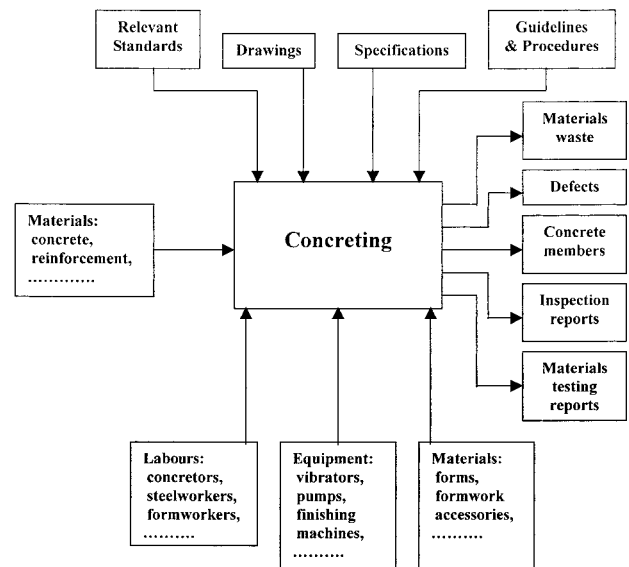 Relevant
Standards
Drawings
Specifications
Guidelines
& Procedures
Materials
waste
Defects
Concreting
Materials:
concrete,
reinforcement,
.............
Concrete
members
Inspection
reports
Materials
testing
reports
Labours:
concretors,
steelworkers,
formworkers,
..........
Equipment:
vibrators,
pumps,
finishing
machines,
..........
Materials:
forms,
formwork
accessories,
..........